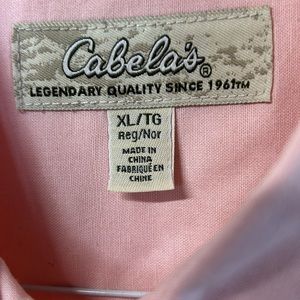 Cabela's®
LEGENDARY QUALITY SINCE 1961™
XL/TG
Reg/Nor
MADE IN
CHINA
FABRIQUÉ EN
CHINE